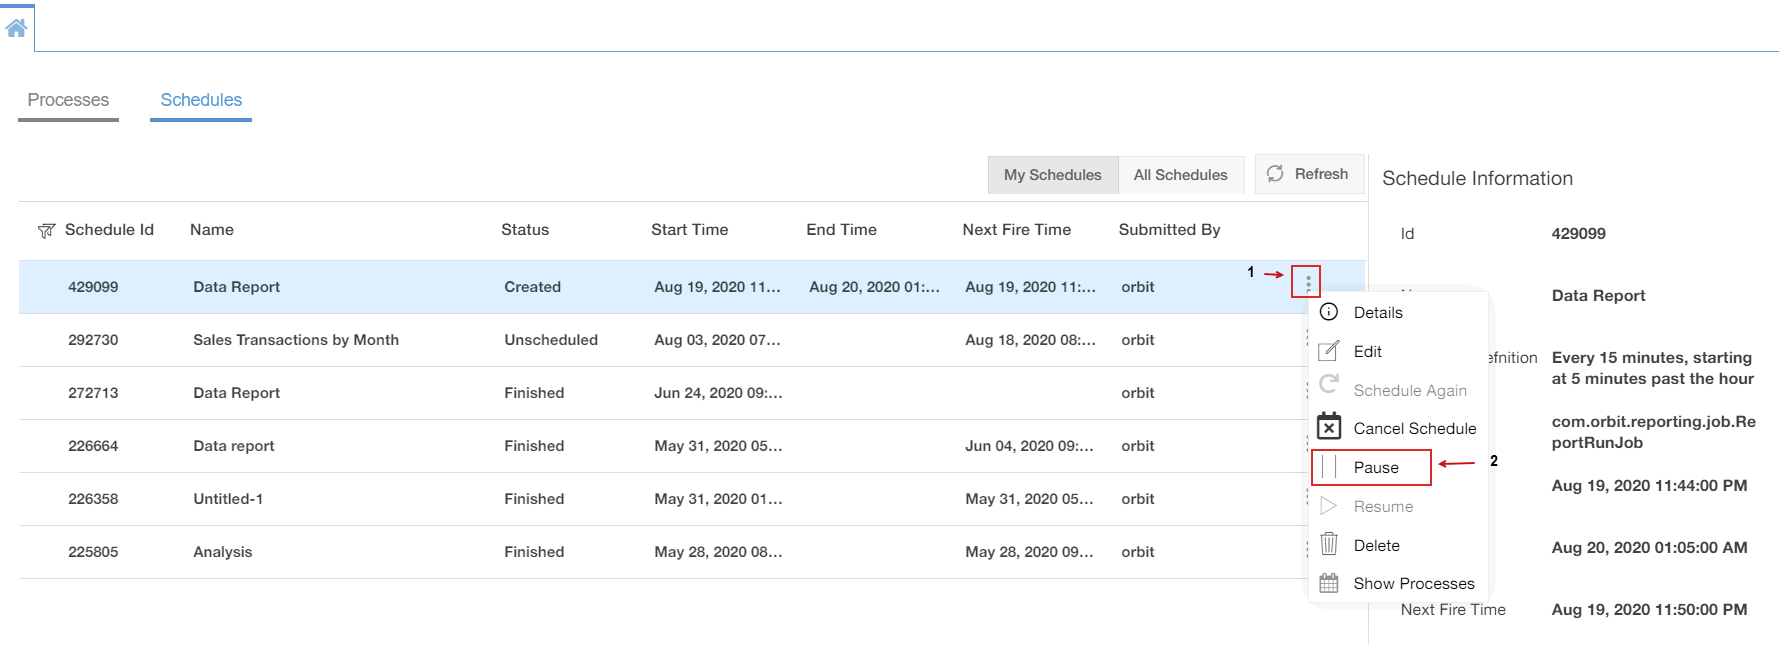 Processes
Schedules
My Schedules
All Schedules
Refresh
Schedule Information
Schedule Id
Name
Status
Start Time
End Time
Next Fire Time
Submitted By
Id
429099
429099
Data Report
Created
Aug 19, 2020 11...
Aug 20, 2020 01:...
Aug 19, 2020 11:...
orbit
1
Data Report
292730
Sales Transactions by Month
Unscheduled
Aug 03, 2020 07...
Aug 18, 2020 08:...
orbit
272713
Data Report
Finished
Jun 24, 2020 09:...
orbit
226664
Data report
Finished
May 31, 2020 05...
Jun 04, 2020 09:...
orbit
226358
Untitled-1
Finished
May 31, 2020 01...
May 31, 2020 05...
orbit
225805
Analysis
Finished
May 28, 2020 08...
May 28, 2020 09...
orbit
Details
Edit
Schedule Again
Cancel Schedule
Pause
2
Resume
Delete
Show Processes
efnition
Every 15 minutes, starting
at 5 minutes past the hour
com.orbit.reporting.job.Re
portRunJob
Aug 19, 2020 11:44:00 PM
Aug 20, 2020 01:05:00 AM
Next Fire Time
Aug 19, 2020 11:50:00 PM